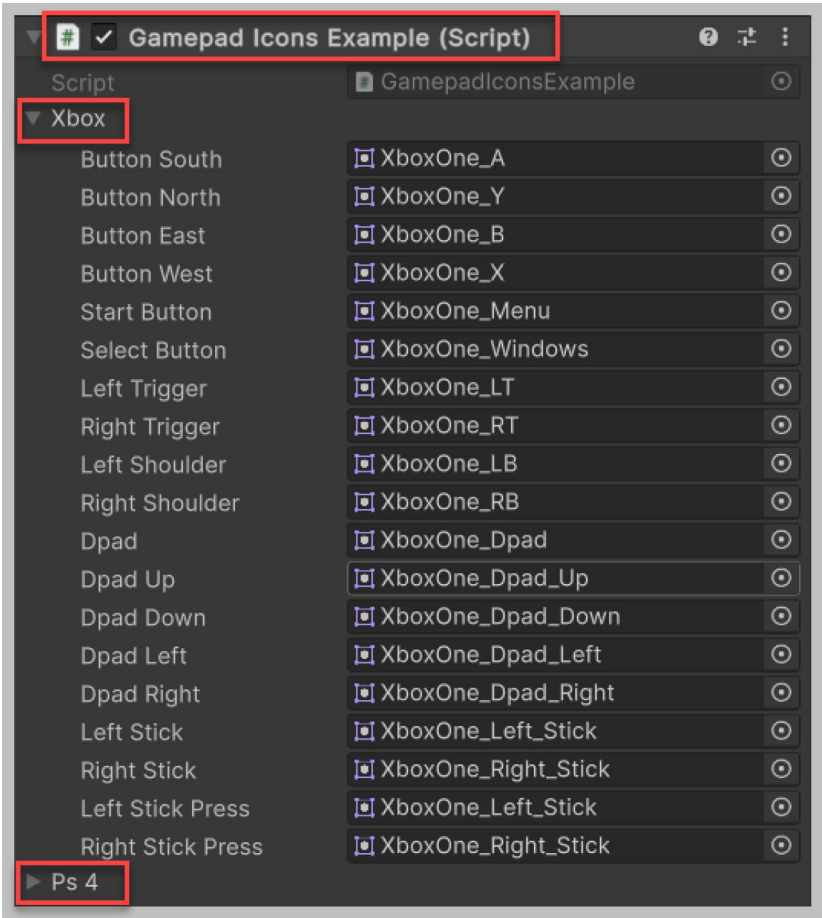 Gamepad Icons Example (Script)
Script GamepadIconsExample
Xbox
Button South XboxOne_A
Button North XboxOne_Y
Button East XboxOne_B
Button West XboxOne_X
Start Button XboxOne_Menu
Select Button XboxOne_Windows
Left Trigger XboxOne_LT
Right Trigger XboxOne_RT
Left Shoulder XboxOne_LB
Right Shoulder XboxOne_RB
Dpad XboxOne_Dpad
Dpad Up XboxOne_Dpad_Up
Dpad Down XboxOne_Dpad_Down
Dpad Left XboxOne_Dpad_Left
Dpad Right XboxOne_Dpad_Right
Left Stick XboxOne_Left_Stick
Right Stick XboxOne_Right_Stick
Left Stick Press XboxOne_Left_Stick
Right Stick Press XboxOne_Right_Stick
Ps 4